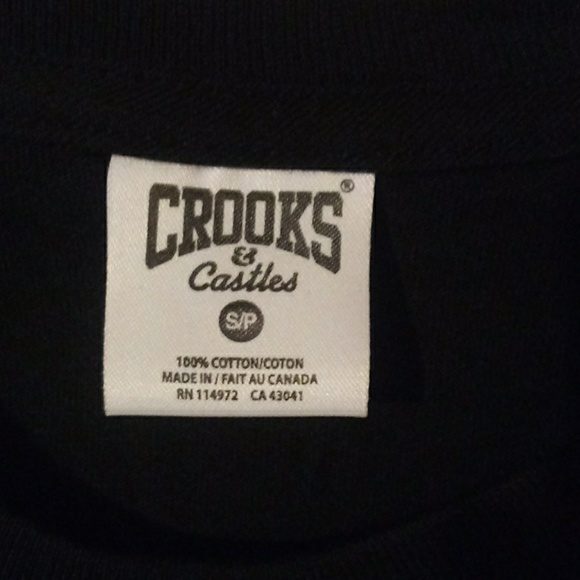 CROOKS®
&
Castles
S/P
100% COTTON/COTON
MADE IN / FAIT AU CANADA
RN 114972 CA 43041